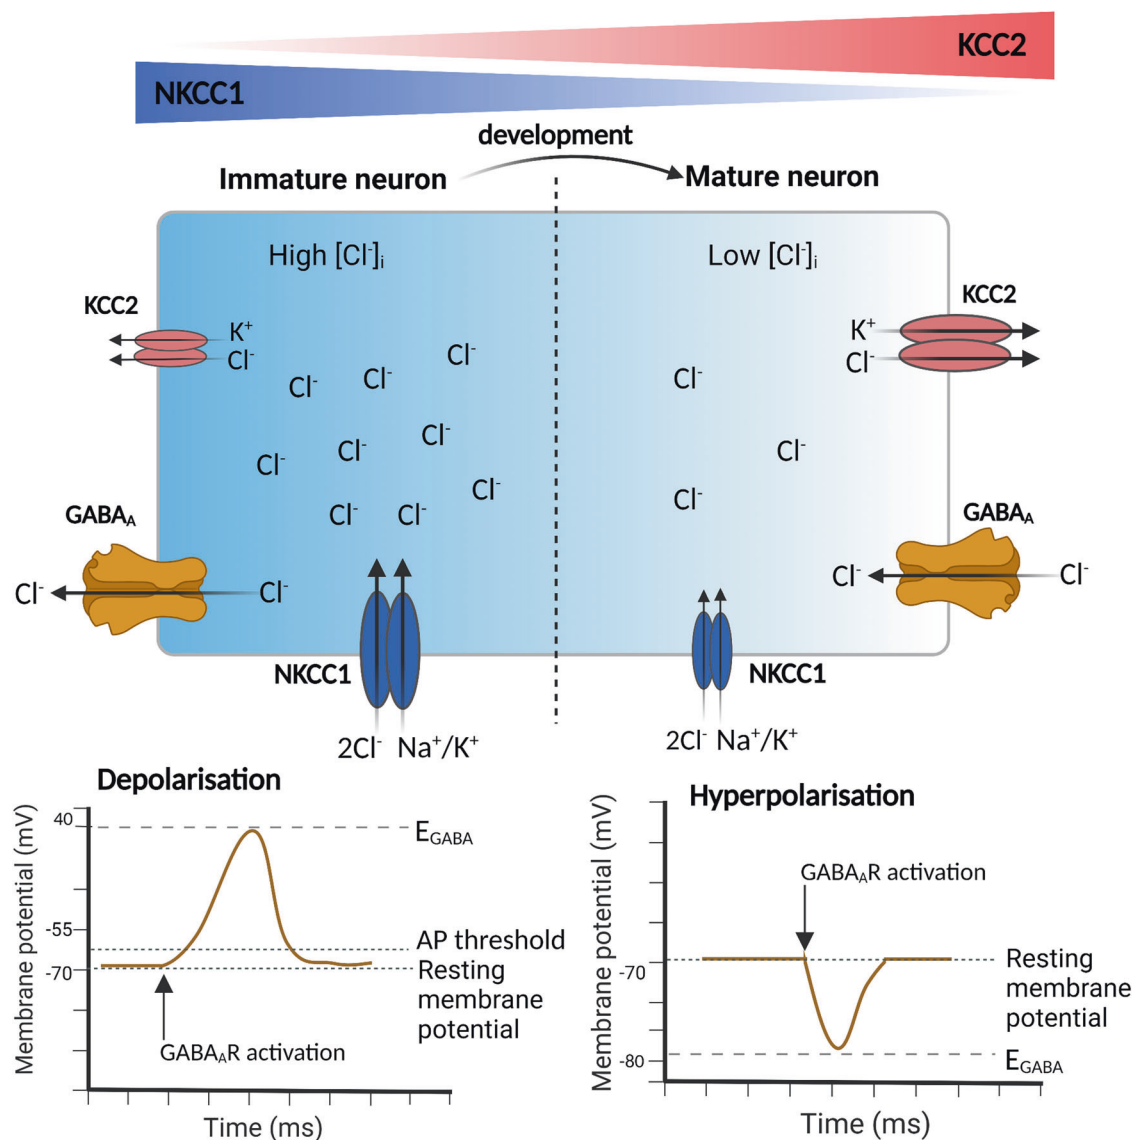 KCC2
NKCC1
development
Immature neuron
Mature neuron
High [Cl⁻]ᵢ
Low [Cl⁻]ᵢ
KCC2
K⁺
Cl⁻
KCC2
K⁺
Cl⁻
Cl⁻
Cl⁻
Cl⁻
Cl⁻
Cl⁻
Cl⁻
Cl⁻
Cl⁻
Cl⁻
Cl⁻
Cl⁻
Cl⁻
GABAA
Cl⁻
Cl⁻
GABAA
Cl⁻
Cl⁻
NKCC1
2Cl⁻ Na⁺/K⁺
NKCC1
2Cl⁻ Na⁺/K⁺
Depolarisation
Membrane potential (mV)
40
-55
-70
EGABA
AP threshold
Resting
membrane
potential
GABAAR activation
Time (ms)
Hyperpolarisation
Membrane potential (mV)
GABAAR activation
-70
-80
Resting
membrane
potential
EGABA
Time (ms)